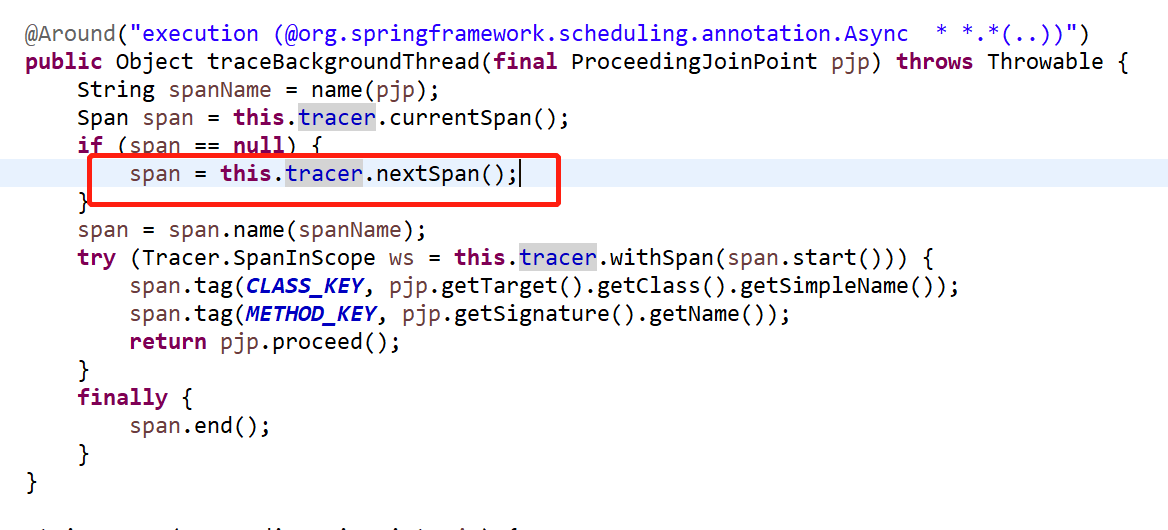 @Around("execution (@org.springframework.scheduling.annotation.Async  * *.*(..))")
public Object traceBackgroundThread(final ProceedingJoinPoint pjp) throws Throwable {
    String spanName = name(pjp);
    Span span = this.tracer.currentSpan();
    if (span == null) {
        span = this.tracer.nextSpan();
    }
    span = span.name(spanName);
    try (Tracer.SpanInScope ws = this.tracer.withSpan(span.start())) {
        span.tag(CLASS_KEY, pjp.getTarget().getClass().getSimpleName());
        span.tag(METHOD_KEY, pjp.getSignature().getName());
        return pjp.proceed();
    }
    finally {
        span.end();
    }
}